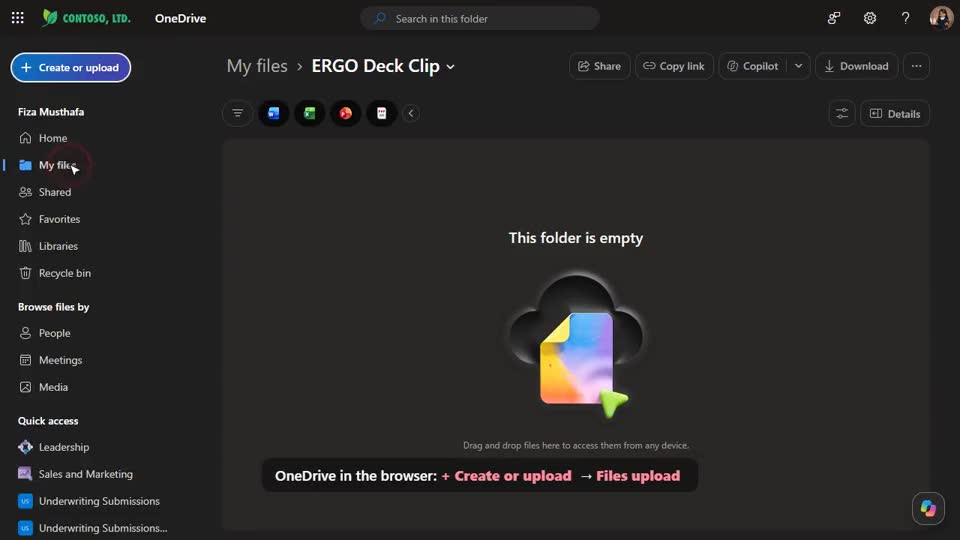 CONTOSO, LTD.
OneDrive
Search in this folder
Create or upload
My files > ERGO Deck Clip
Share
Copy link
Copilot
Download
Fiza Musthafa
Home
My files
Shared
Favorites
Libraries
Recycle bin
Details
This folder is empty
Browse files by
People
Meetings
Media
Quick access
Leadership
Sales and Marketing
US Underwriting Submissions
US Underwriting Submissions...
Drag and drop files here to access them from any device.
OneDrive in the browser: + Create or upload → Files upload